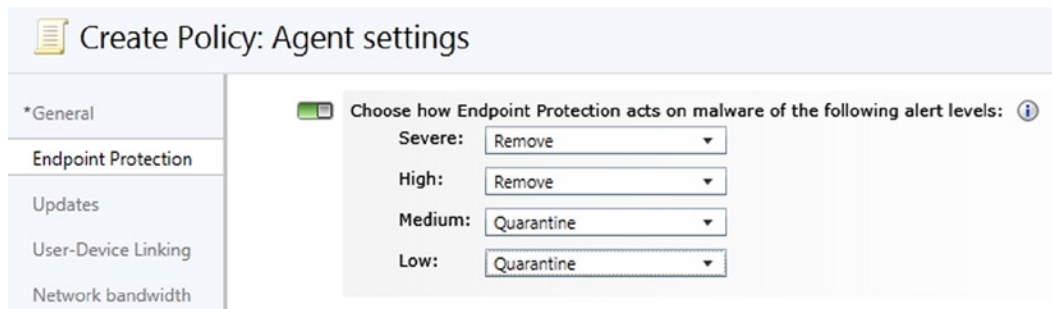 Create Policy: Agent settings
*General
Endpoint Protection
Updates
User-Device Linking
Network bandwidth
Choose how Endpoint Protection acts on malware of the following alert levels:
Severe: Remove
High: Remove
Medium: Quarantine
Low: Quarantine